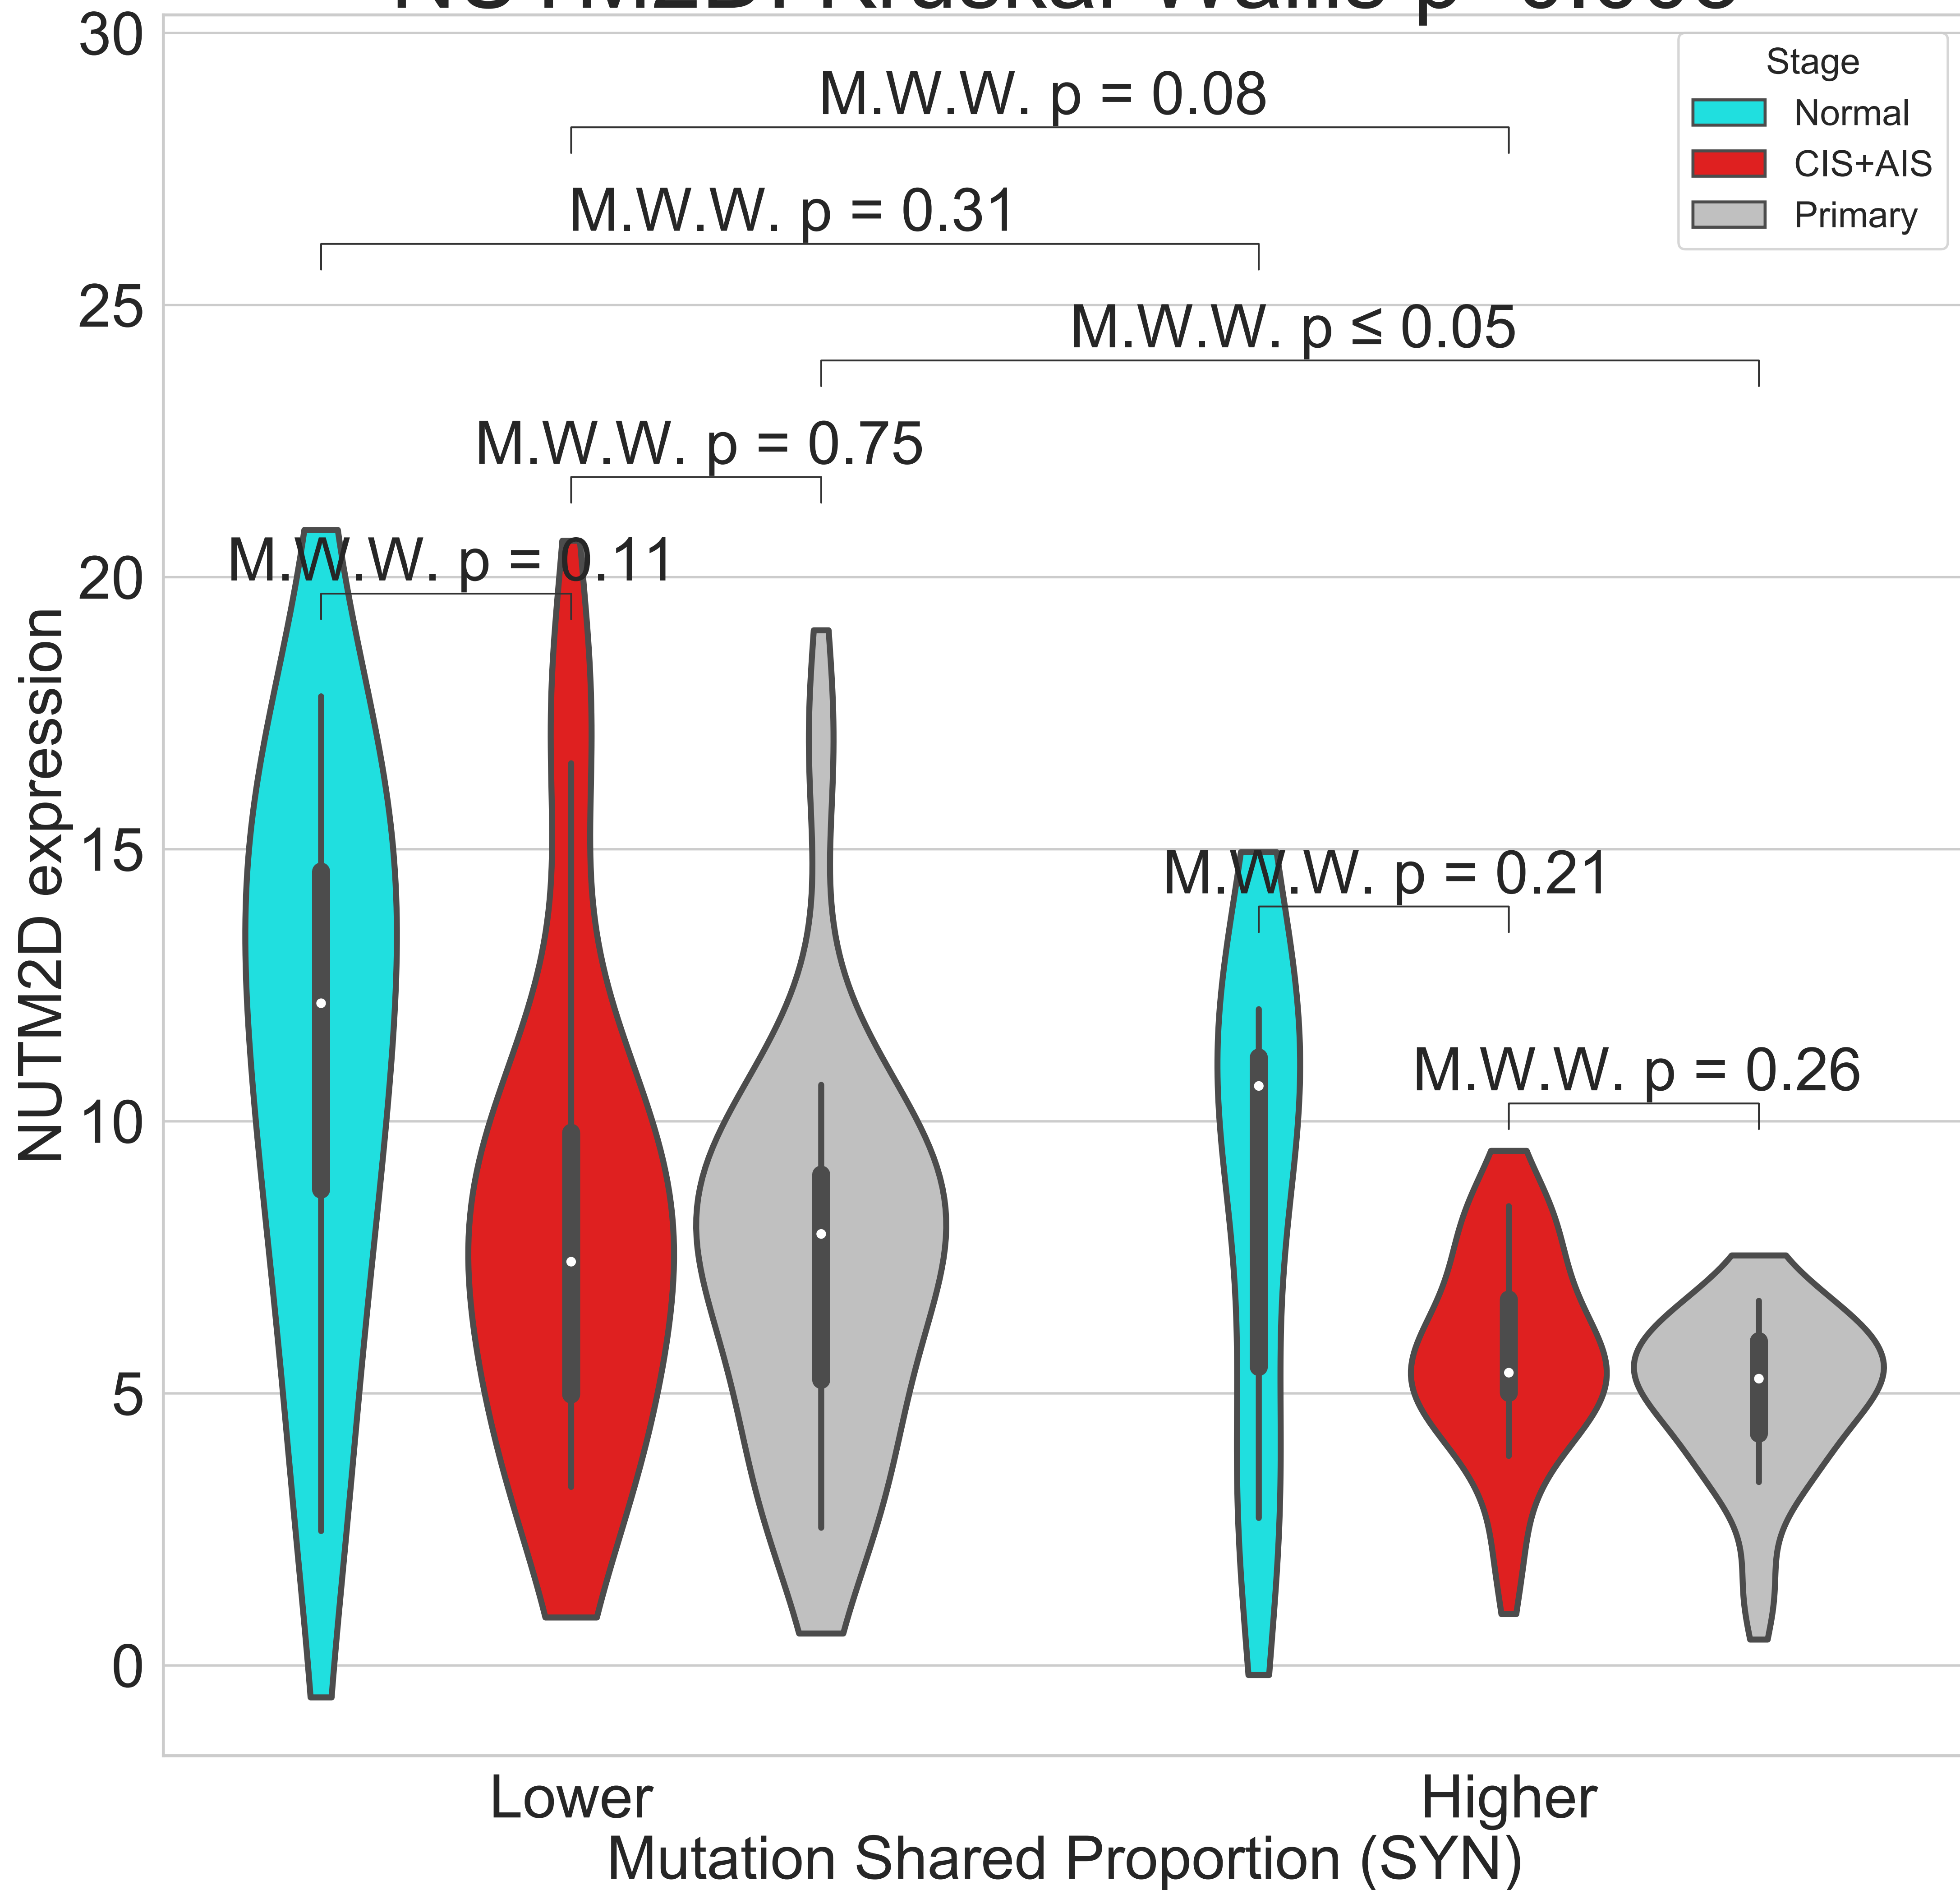 30
Stage
Normal
CIS+AIS
Primary
M.W.W. p = 0.08
M.W.W. p = 0.31
25
M.W.W. p ≤ 0.05
M.W.W. p = 0.75
M.W.W. p = 0.11
20
15
M.W.W. p = 0.21
M.W.W. p = 0.26
10
5
0
NUTM2D expression
Lower
Higher
Mutation Shared Proportion (SYN)